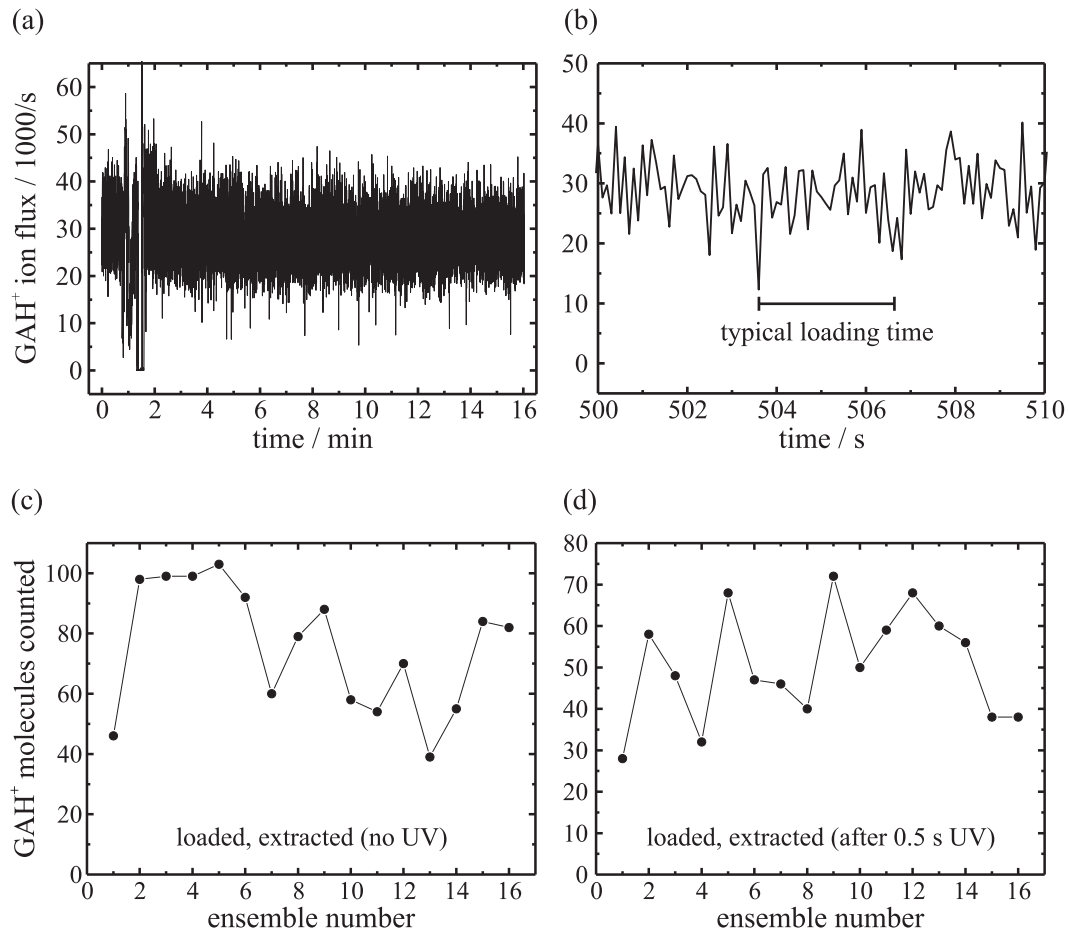 (a)
GAH⁺ ion flux / 1000/s
60
50
40
30
20
10
0
0 2 4 6 8 10 12 14 16
time / min
(b)
50
40
30
20
10
0
typical loading time
500 502 504 506 508 510
time / s
(c)
GAH⁺ molecules counted
100
80
60
40
20
0
loaded, extracted (no UV)
0 2 4 6 8 10 12 14 16
ensemble number
(d)
80
70
60
50
40
30
20
10
0
loaded, extracted (after 0.5 s UV)
0 2 4 6 8 10 12 14 16
ensemble number